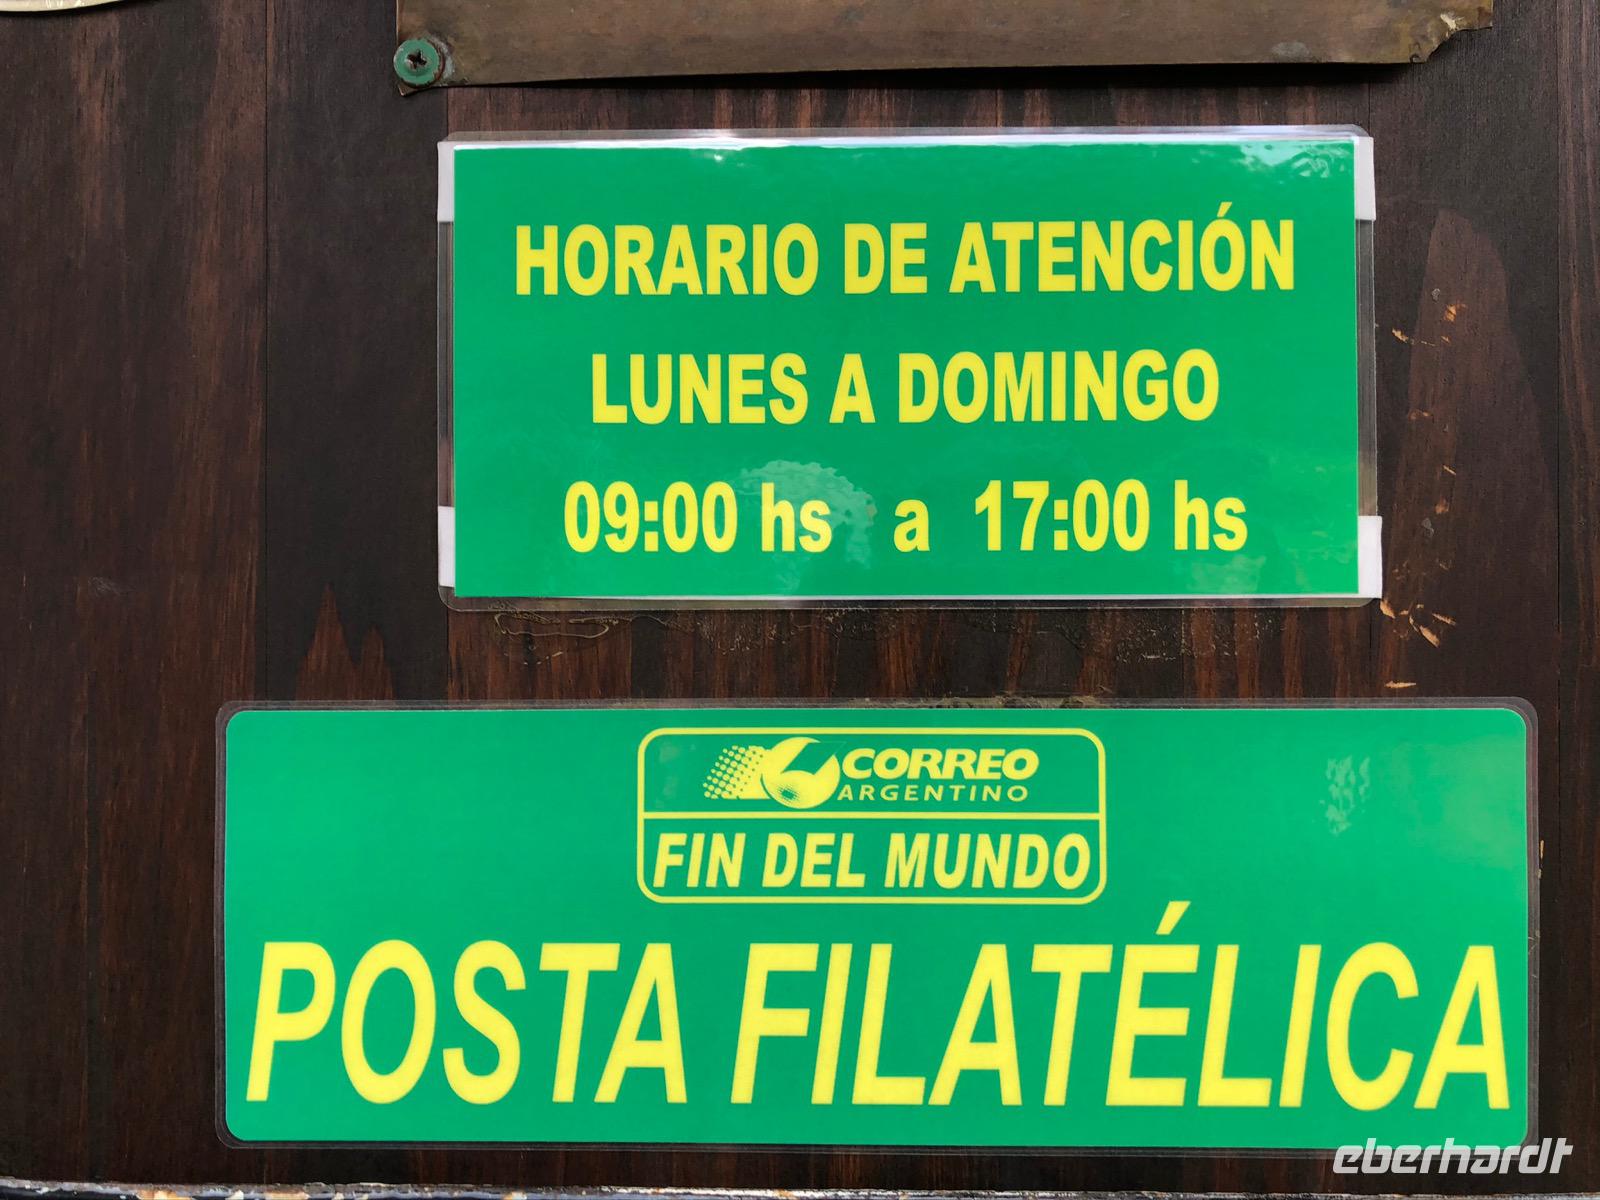 HORARIO DE ATENCIÓN
LUNES A DOMINGO
09:00 hs a 17:00 hs
CORREO
ARGENTINO
FIN DEL MUNDO
POSTA FILATÉLICA
eberhardt